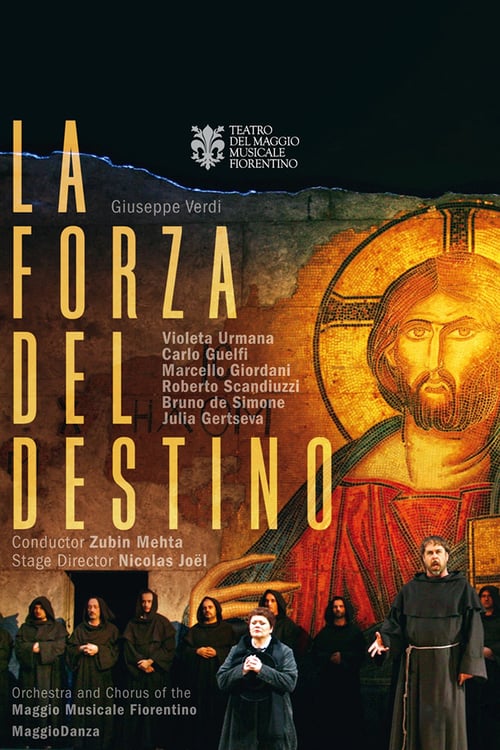 TEATRO
DEL MAGGIO
MUSICALE
FIORENTINO
LA
FORZA
DEL
DESTINO
Giuseppe Verdi
Violeta Urmana
Carlo Guelfi
Marcello Giordani
Roberto Scandiuzzi
Bruno de Simone
Julia Gertseva
Conductor Zubin Mehta
Stage Director Nicolas Joël
Orchestra and Chorus of the
Maggio Musicale Fiorentino
MaggioDanza